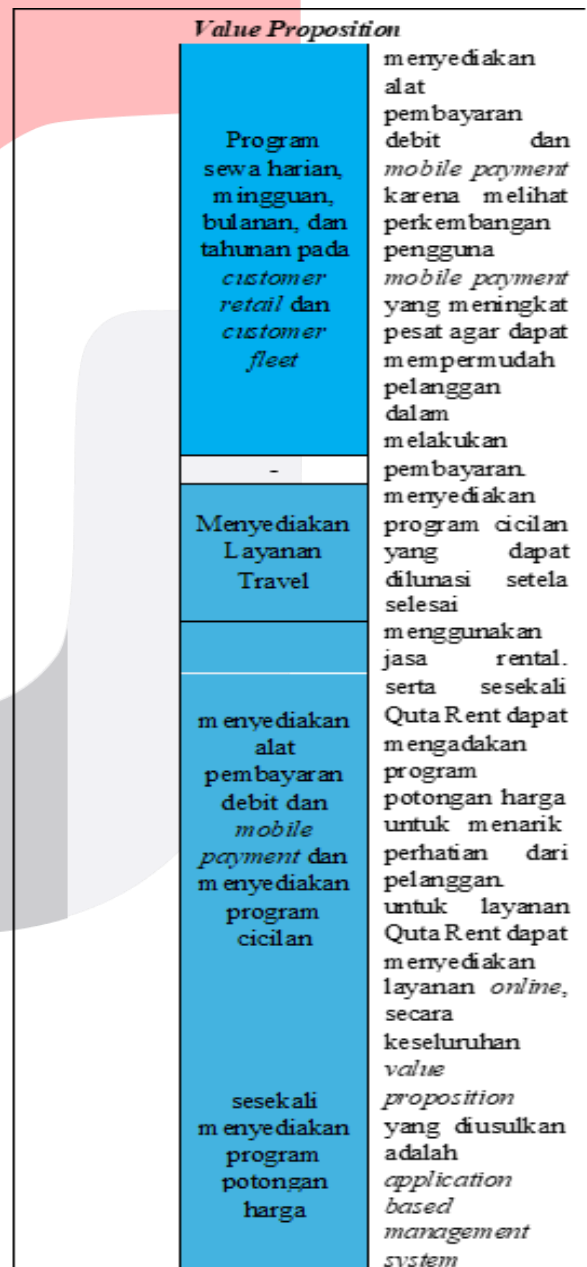 Value Proposition
Program
sewa harian,
mingguan,
bulanan, dan
tahunan pada
customer
retail dan
customer
fleet
-
Menyediakan
Layanan
Travel
menyediakan
alat
pembayaran
debit dan
mobile
payment dan
menyediakan
program
cicilan
sesekali
menyediakan
program
potongan
harga
menyediakan
alat
pembayaran
debit dan
mobile payment
karena melihat
perkembangan
pengguna
mobile payment
yang meningkat
pesat agar dapat
mempermudah
pelanggan
dalam
melakukan
pembayaran.
menyediakan
program cicilan
yang dapat
dilunasi setela
selesai
menggunakan
jasa rental.
serta sesekali
Quta Rent dapat
mengadakan
program
potongan harga
untuk menarik
perhatian dari
pelanggan.
untuk layanan
Quta Rent dapat
menyediakan
layanan online,
secara
keseluruhan
value
proposition
yang diusulkan
adalah
application
based
management
system